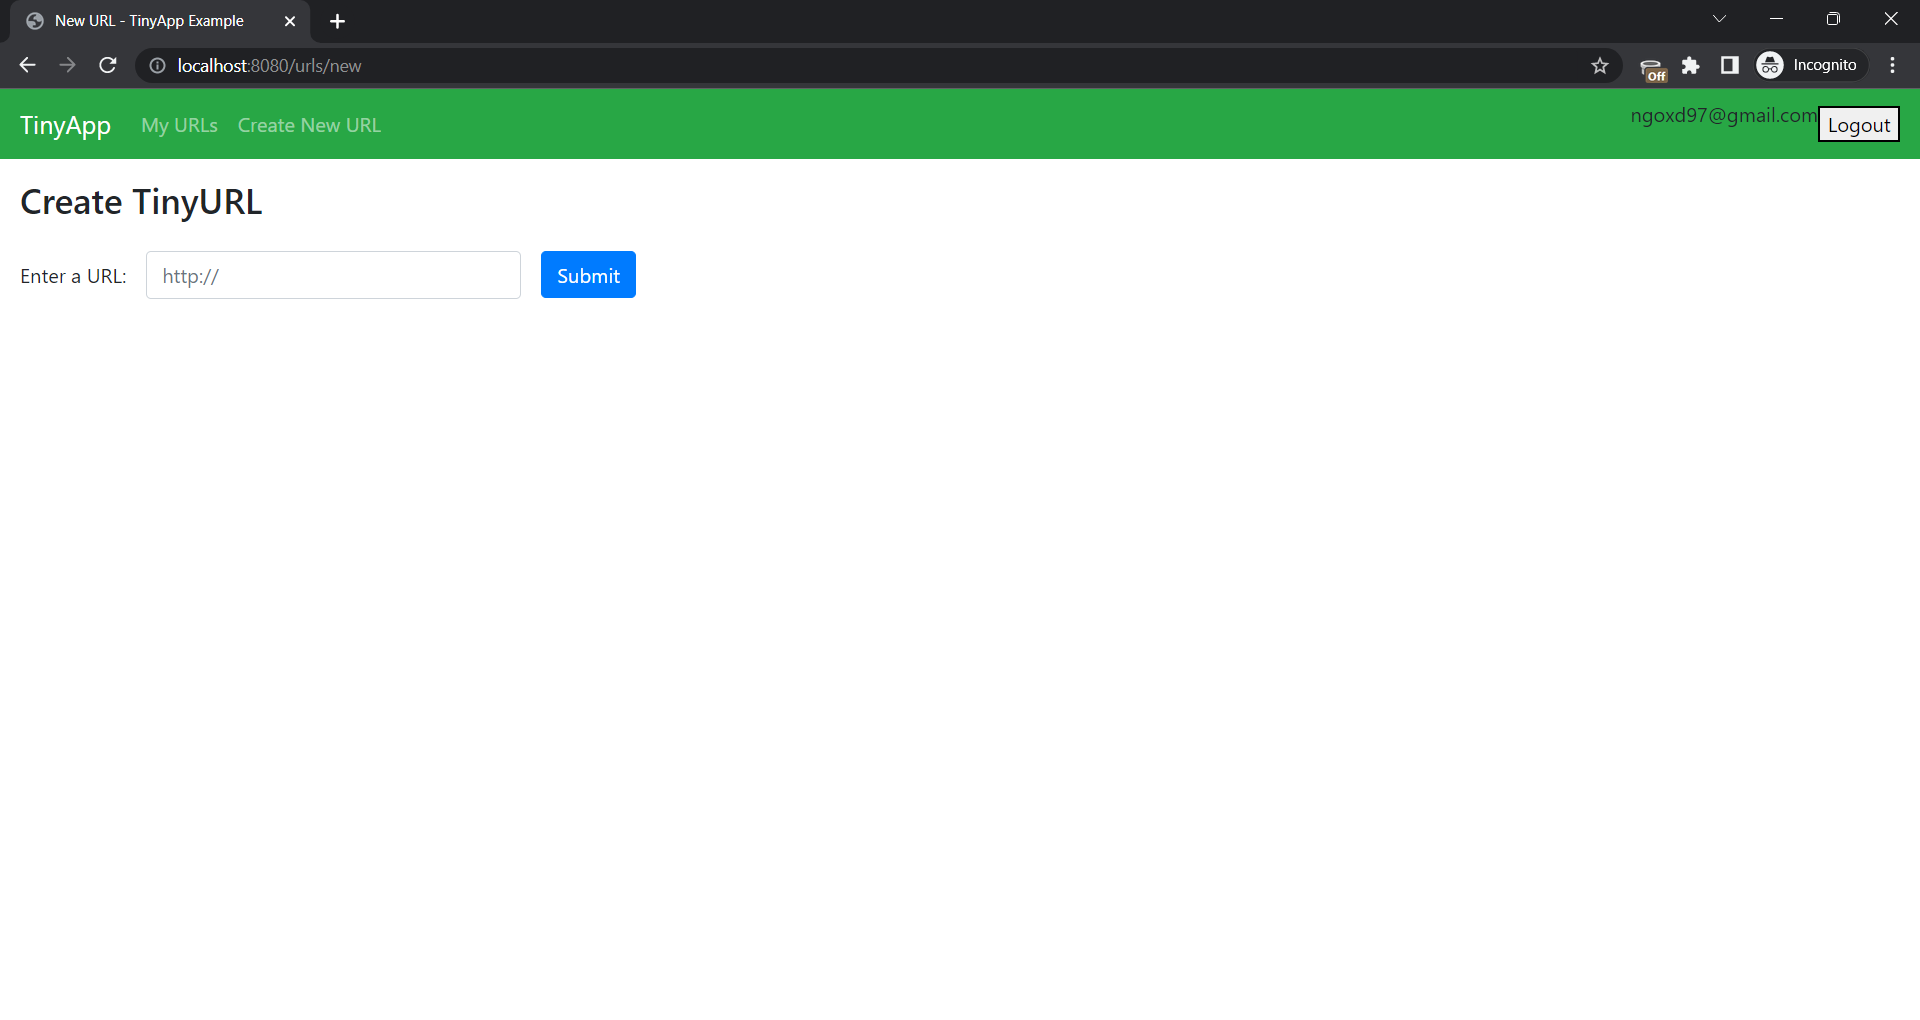 New URL - TinyApp Example
localhost:8080/urls/new
Off
Incognito
TinyApp My URLs Create New URL ngoxd97@gmail.com Logout
Create TinyURL
Enter a URL: http:// Submit